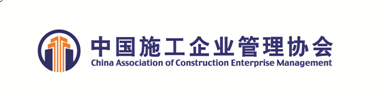 中国施工企业管理协会
China Association of Construction Enterprise Management